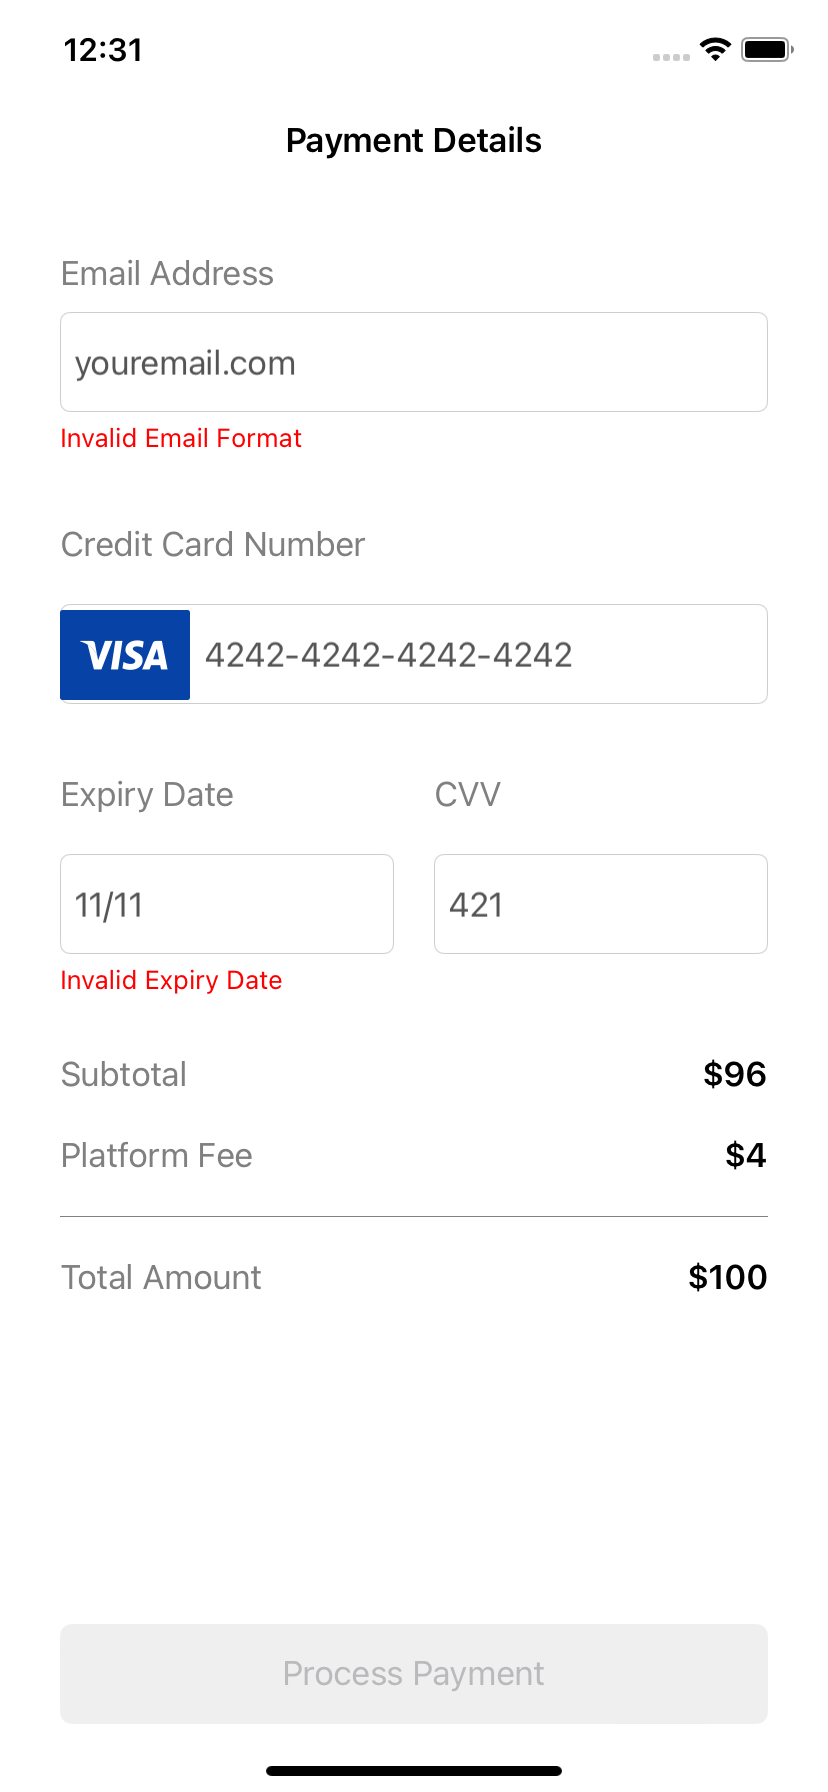 12:31
Payment Details
Email Address
youremail.com
Invalid Email Format
Credit Card Number
VISA 4242-4242-4242-4242
Expiry Date CVV
11/11 421
Invalid Expiry Date
Subtotal $96
Platform Fee $4
Total Amount $100
Process Payment